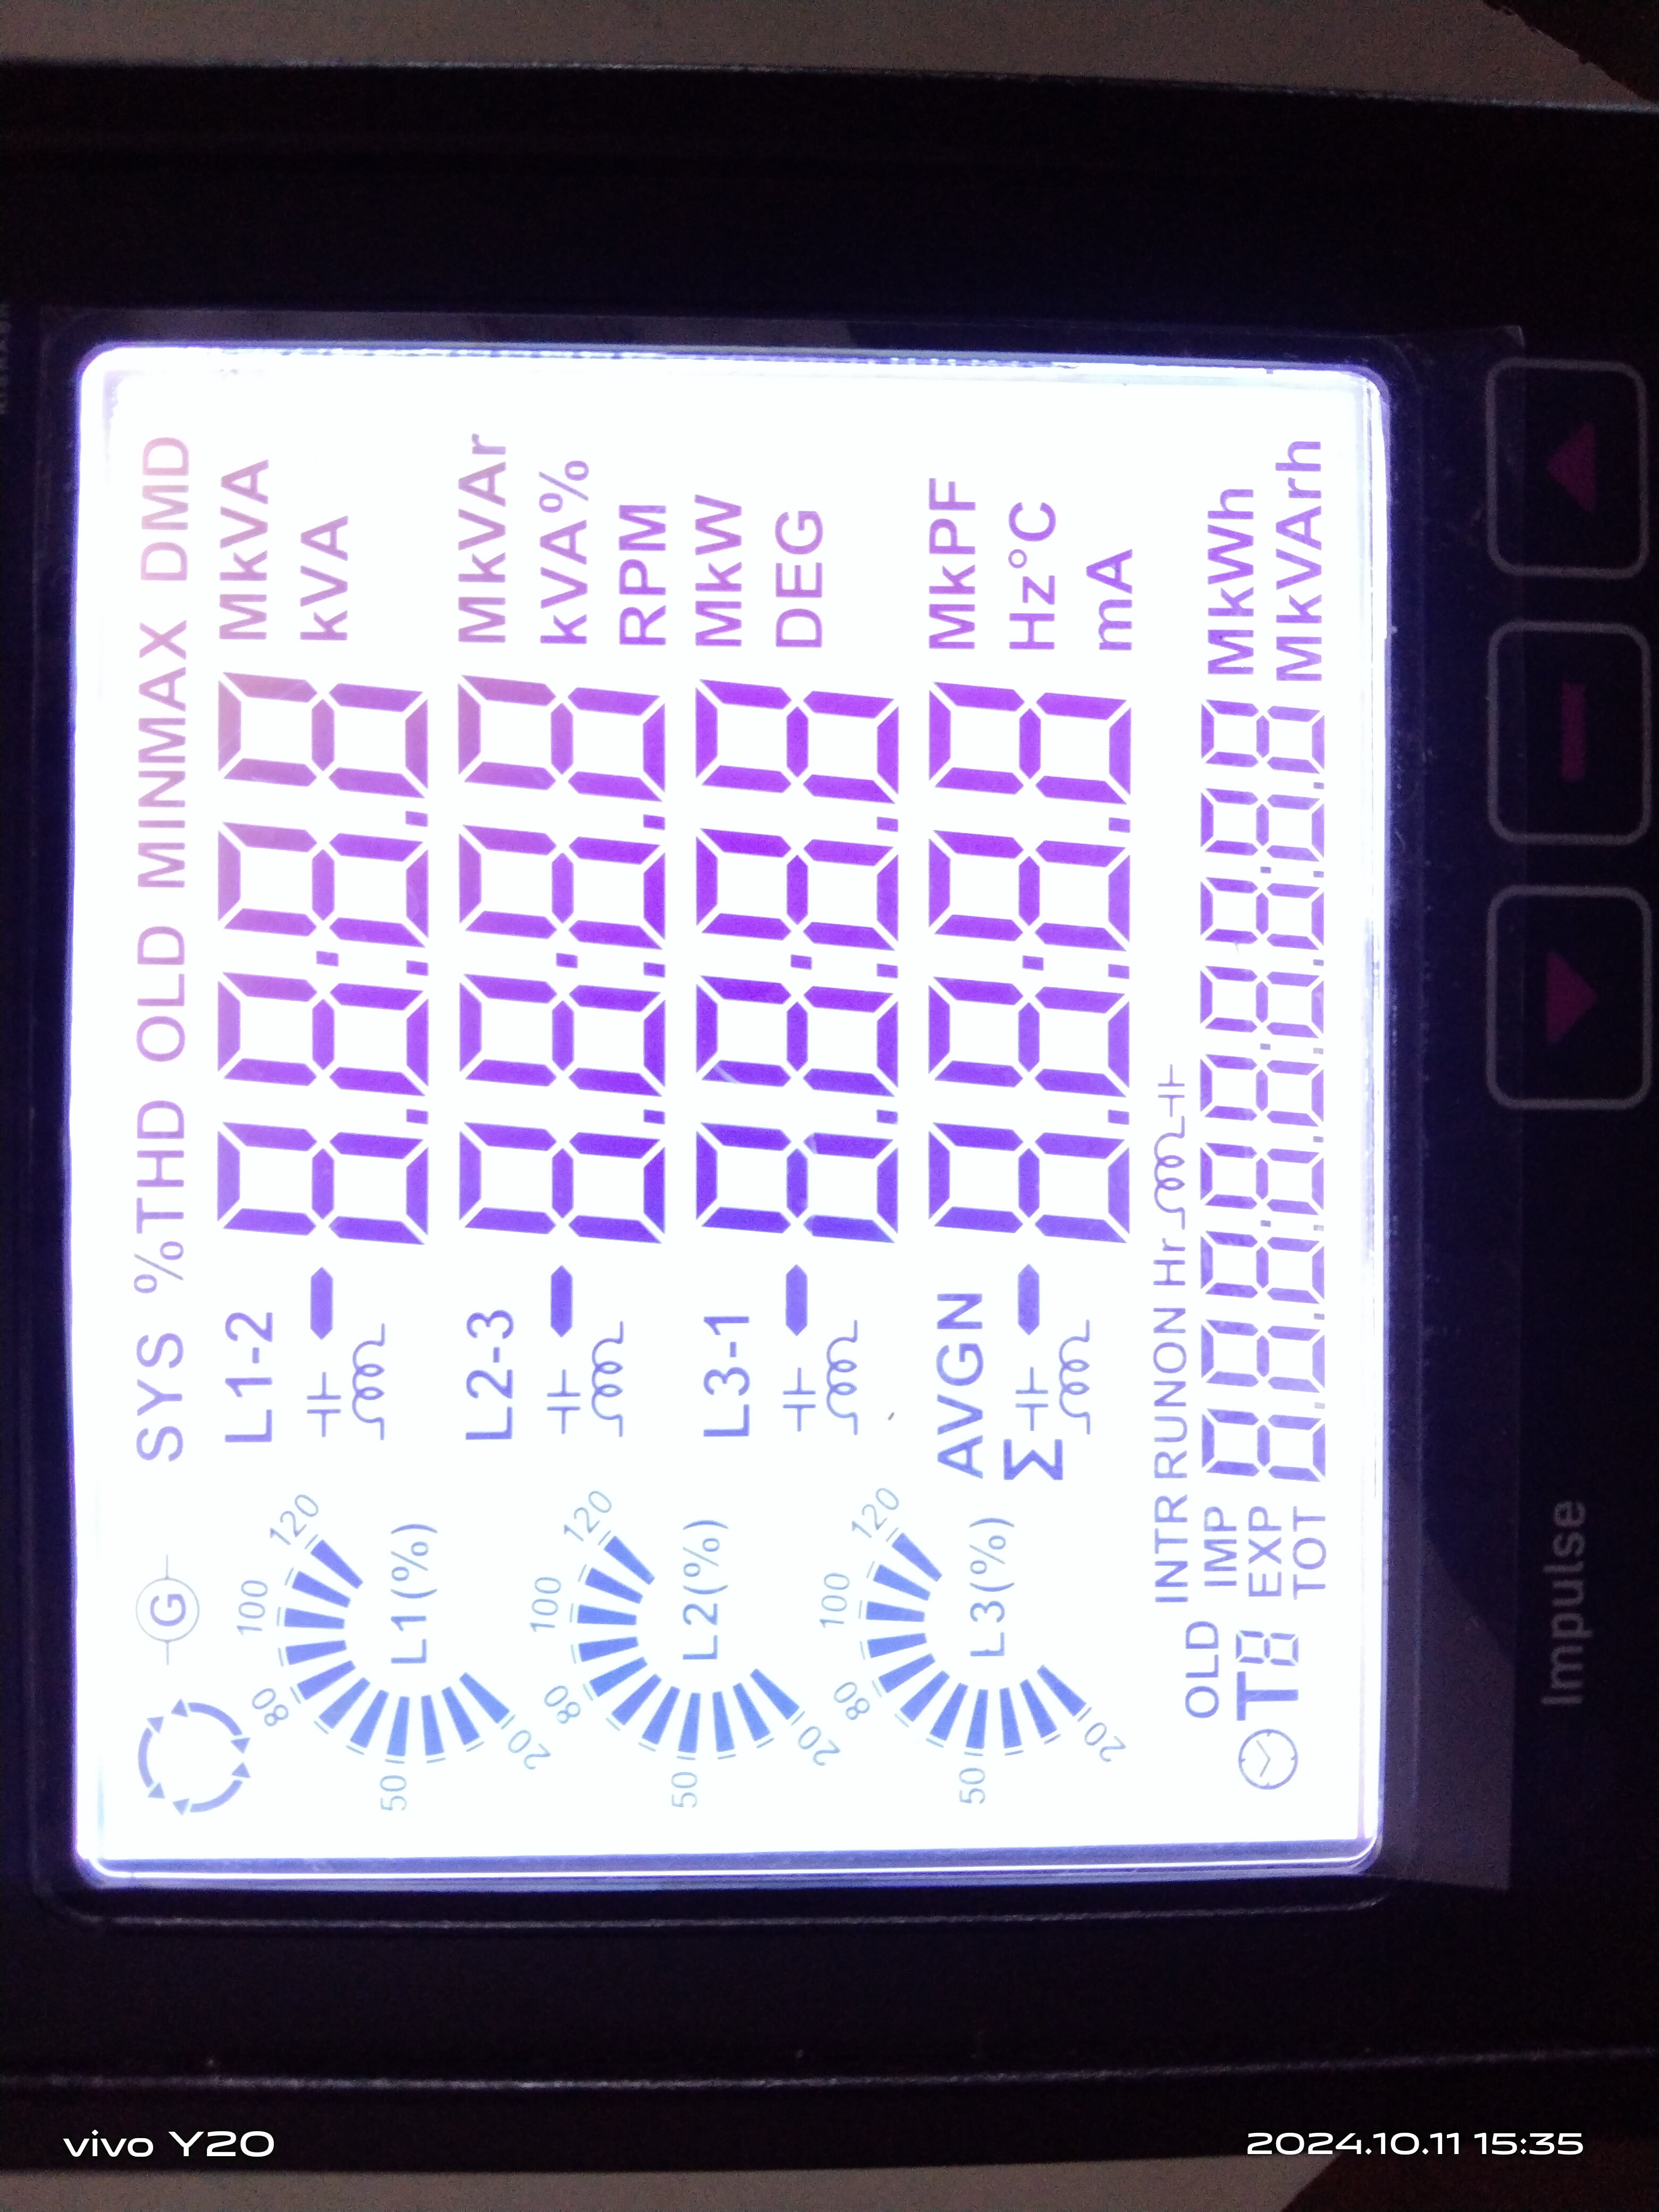 SYS %THD OLD MINMAX DMD
G
L1-2 8.8:8.8 MkVA
kVA
120
100
80
50
20
L1(%)
L2-3 8.8:8.8 MkVAr
kVA%
RPM
120
100
80
50
20
L2(%)
L3-1 8.8:8.8 MkW
DEG
120
100
80
50
20
L3(%)
AVGN 8.8:8.8 MkPF
Σ Hz°C
mA
INTR RUNON Hr
OLD IMP MkWh
T8 EXP 8.8.8:8.8:8.8:8.8 MkVArh
TOT
Impulse
vivo Y20
2024.10.11 15:35